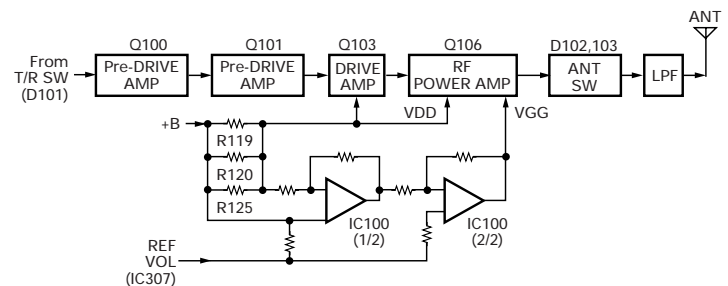 ANT
Q100
Q101
Q103
Q106
D102,103
From
T/R SW
(D101)
Pre-DRIVE
AMP
Pre-DRIVE
AMP
DRIVE
AMP
RF
POWER AMP
ANT
SW
LPF
+B
VDD
VGG
R119
R120
R125
IC100
(1/2)
IC100
(2/2)
REF
VOL
(IC307)